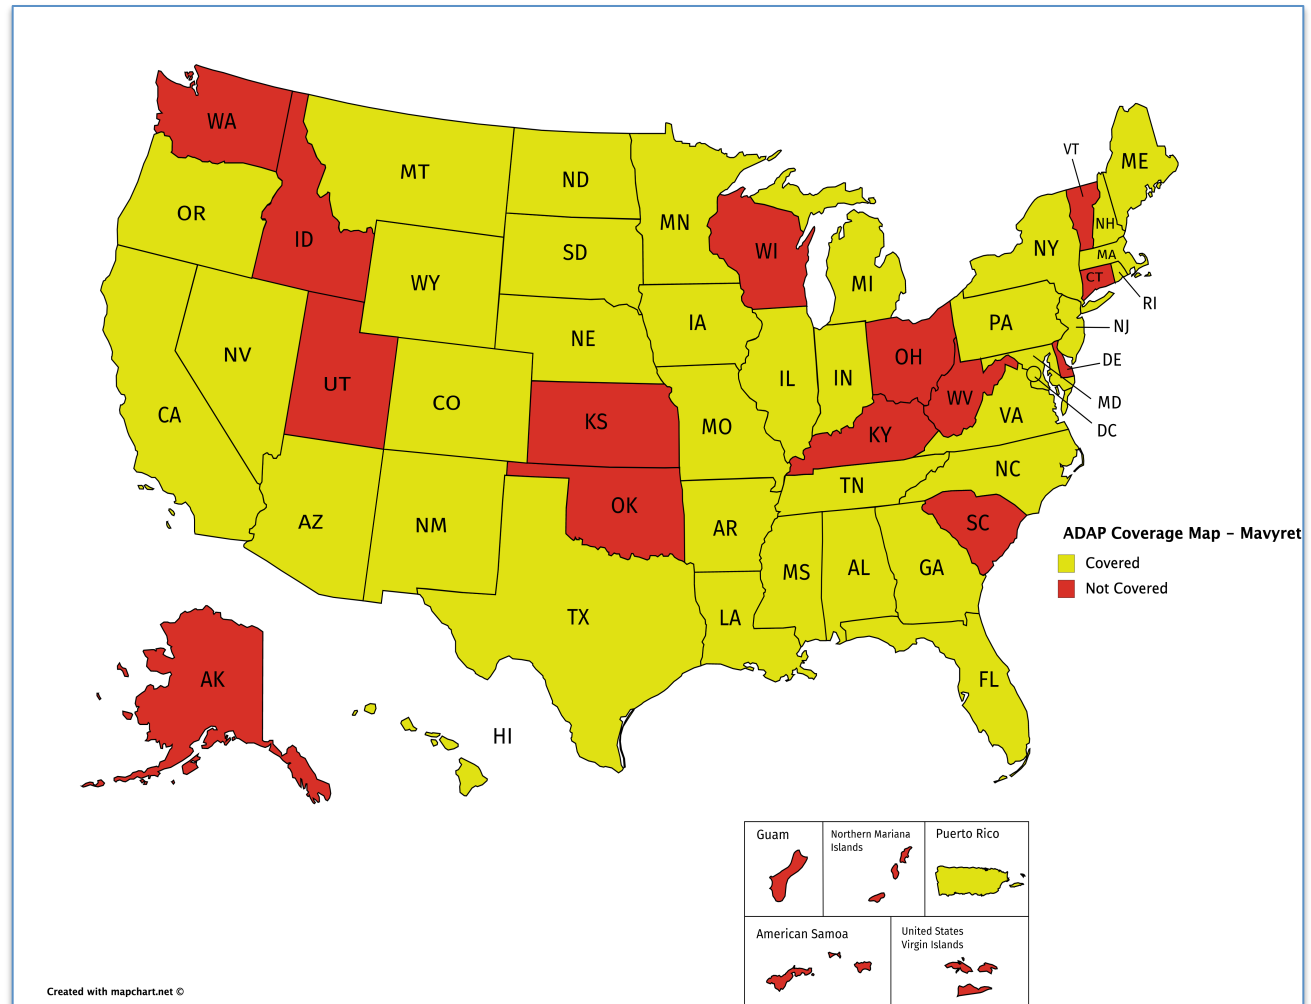 WA
VT
ME
MT
ND
OR
MN
NH
ID
WI
NY
MA
SD
CT
WY
MI
RI
IA
PA
NJ
NE
NV
OH
DE
UT
IL
IN
WV
MD
CO
CA
KS
MO
KY
VA
DC
NC
TN
OK
AZ
NM
AR
SC
ADAP Coverage Map - Mavyret
Covered
Not Covered
MS
AL
GA
TX
LA
AK
FL
HI
Guam
Northern Mariana
Islands
Puerto Rico
American Samoa
United States
Virgin Islands
Created with mapchart.net ©